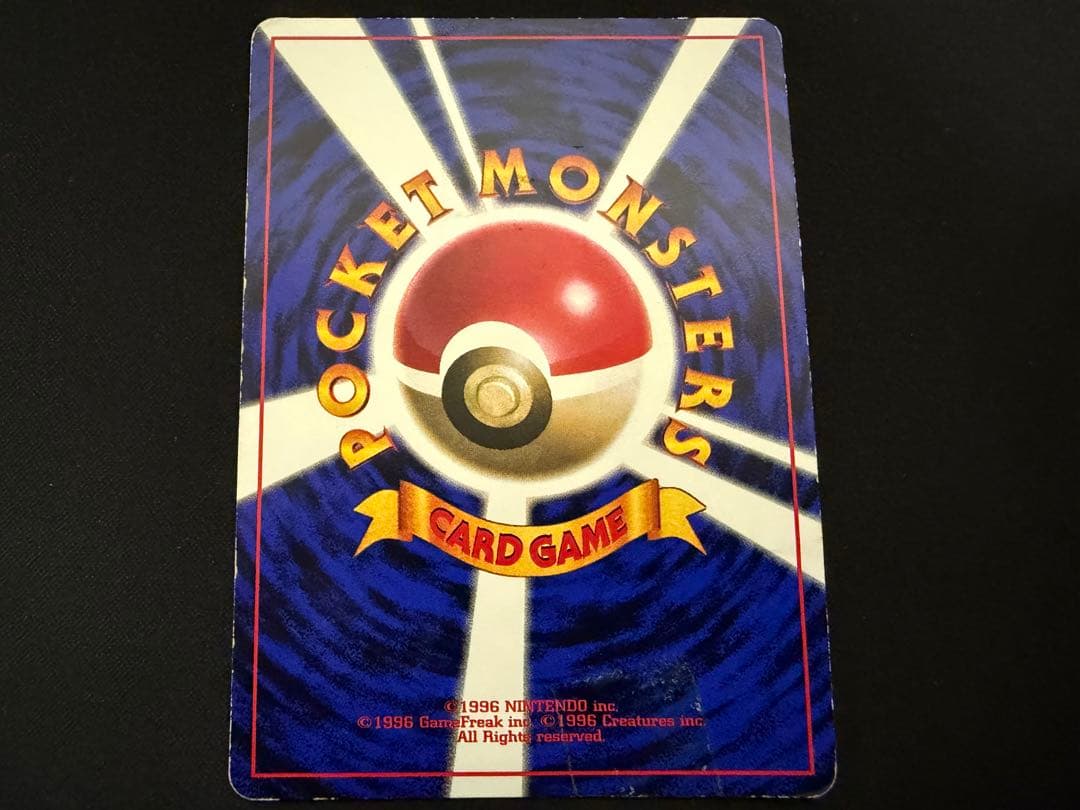 POCKET MONSTERS
CARD GAME
©1996 NINTENDO inc.
©1996 GameFreak inc. ©1996 Creatures inc.
All Rights reserved.